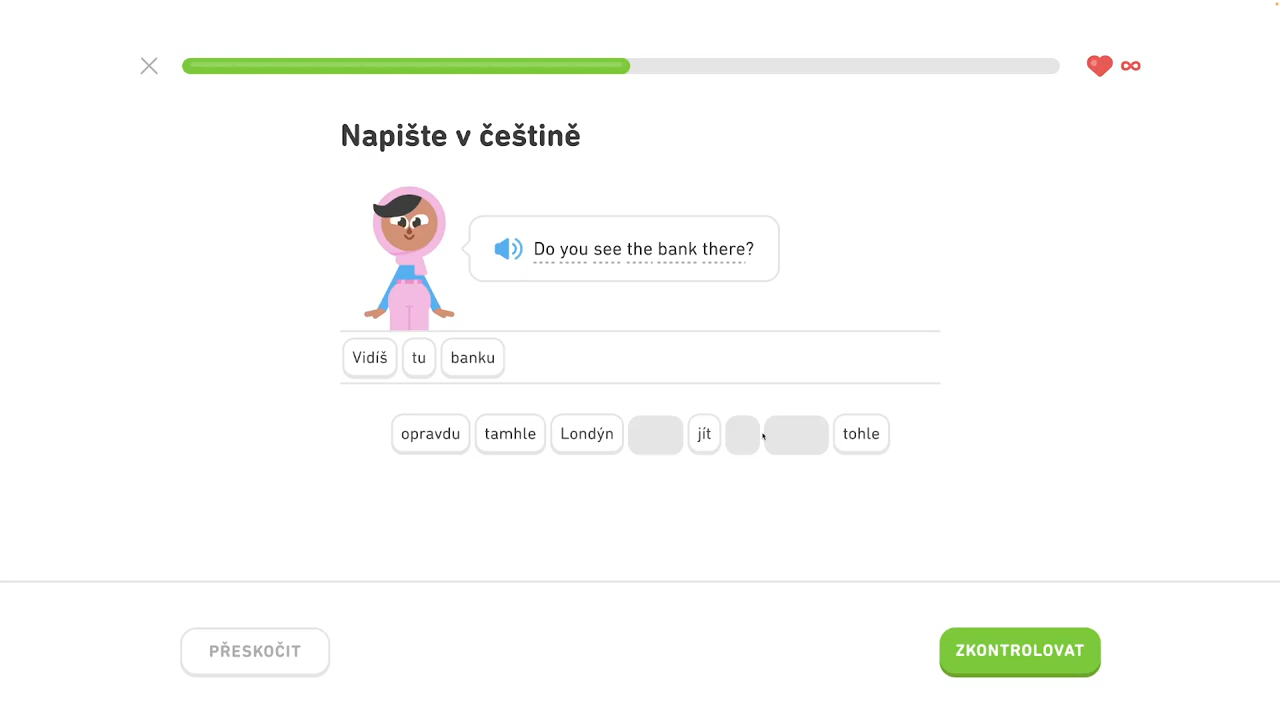 Napište v češtině
Do you see the bank there?
Vidíš tu banku
opravdu tamhle Londýn jít tohle
PŘESKOČIT ZKONTROLOVAT